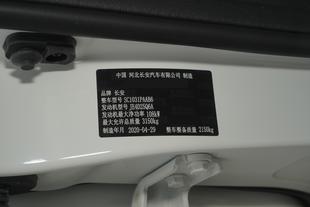 中国 河北长安汽车有限公司 制造
品牌 长安
整车型号 SC1031PAAB6
发动机型号 JE4D25Q6A
发动机最大净功率 108kW
最大允许总质量 3150kg
制造年月 2020-04-29 整车整备质量 2150kg